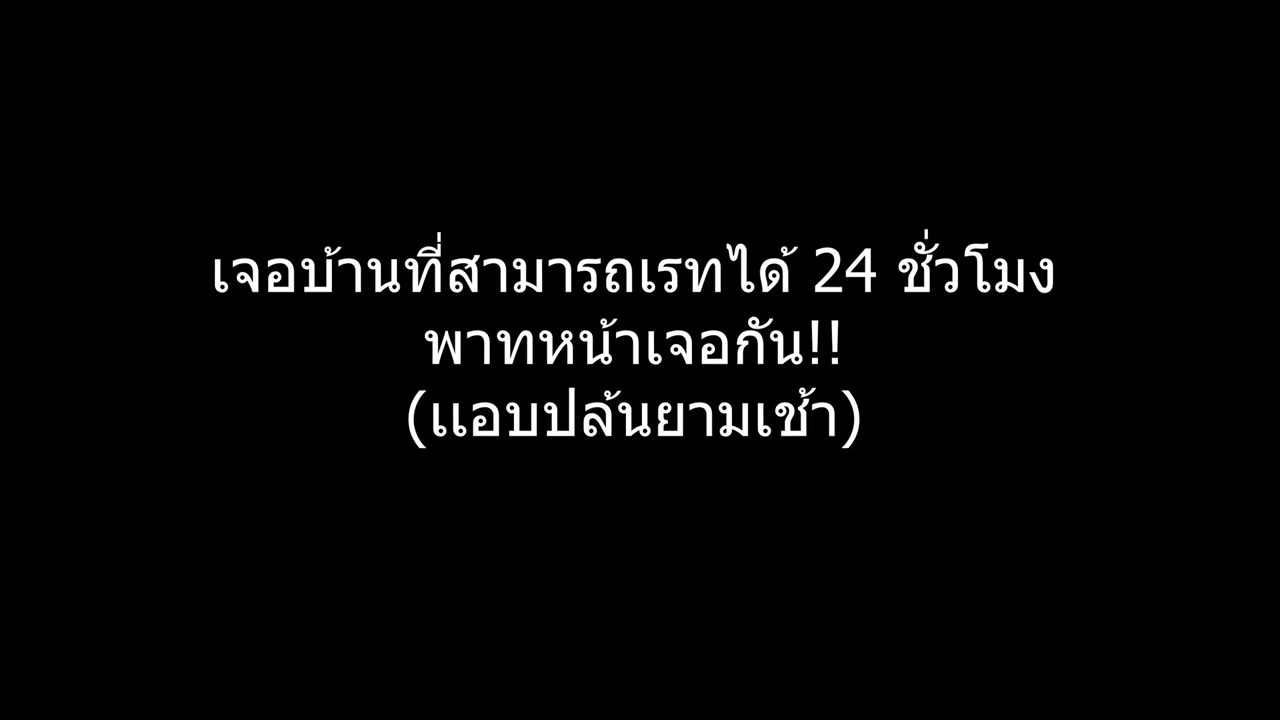 เจอบ้านที่สามารถเรทได้ 24 ชั่วโมง
พาทหน้าเจอกัน!!
(แอบปล้นยามเช้า)